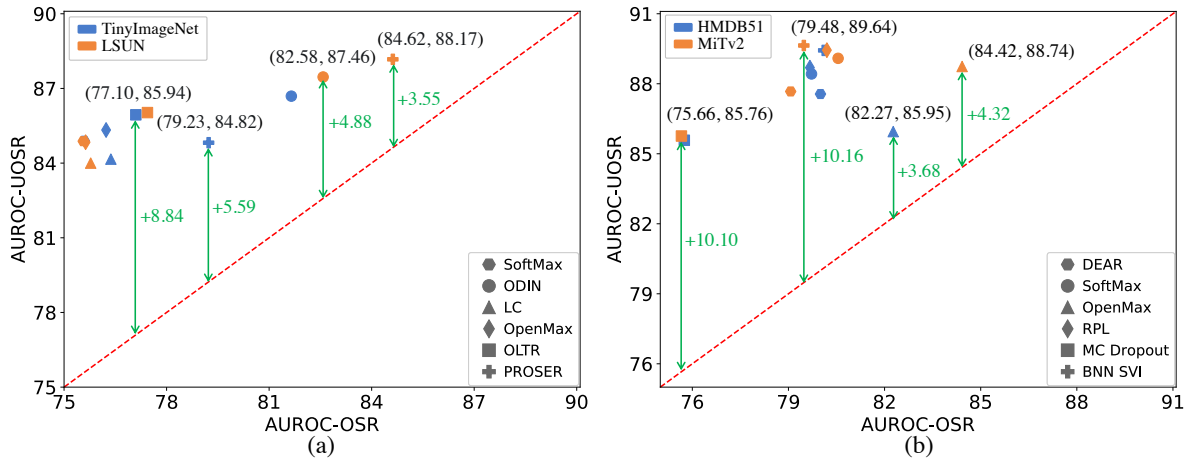 TinyImageNet
LSUN
(84.62, 88.17)
(82.58, 87.46)
(77.10, 85.94)
(79.23, 84.82)
+3.55
+4.88
+8.84
+5.59
SoftMax
ODIN
LC
OpenMax
OLTR
PROSER
90
87
84
81
78
75
AUROC-UOSR
75
78
81
84
87
90
AUROC-OSR
(a)
HMDB51
MiTv2
(79.48, 89.64)
(84.42, 88.74)
(75.66, 85.76)
(82.27, 85.95)
+4.32
+10.16
+3.68
+10.10
DEAR
SoftMax
OpenMax
RPL
MC Dropout
BNN SVI
91
88
85
82
79
76
AUROC-UOSR
76
79
82
85
88
91
AUROC-OSR
(b)